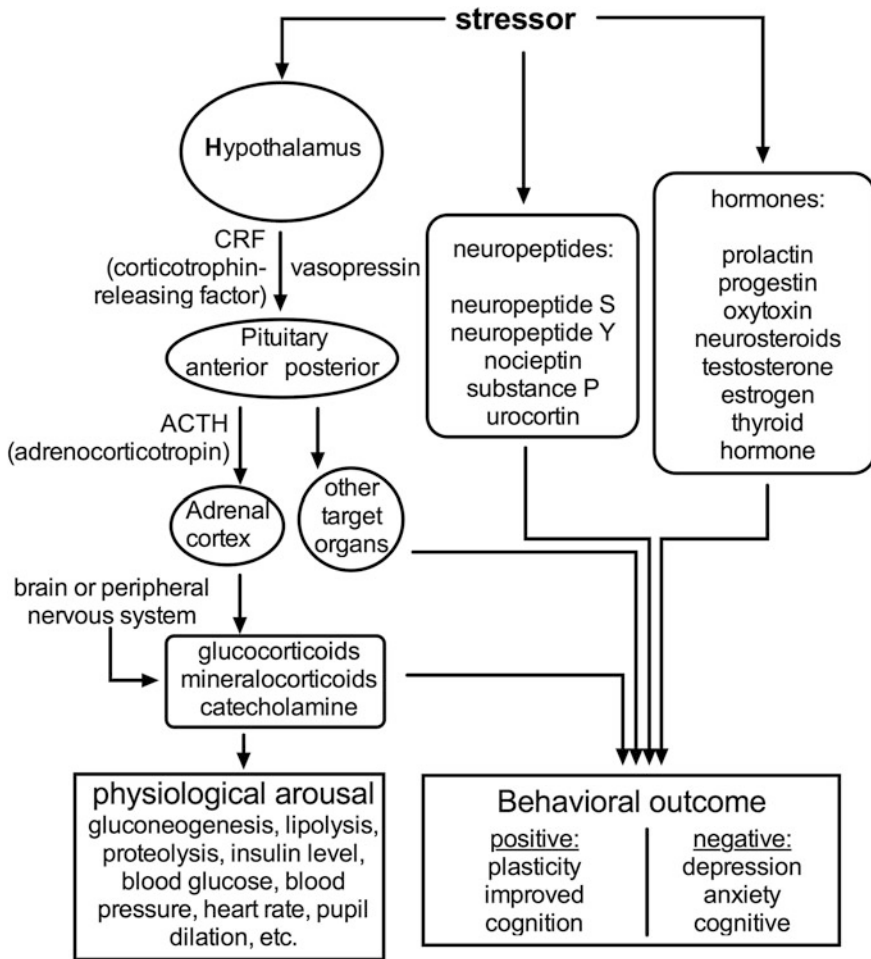 stressor
Hypothalamus
CRF
(corticotrophin-
releasing factor)
vasopressin
Pituitary
anterior posterior
ACTH
(adrenocorticotropin)
Adrenal
cortex
other
target
organs
brain or peripheral
nervous system
glucocorticoids
mineralocorticoids
catecholamine
neuropeptides:
neuropeptide S
neuropeptide Y
nocieptin
substance P
urocortin
hormones:
prolactin
progestin
oxytoxin
neurosteroids
testosterone
estrogen
thyroid
hormone
physiological arousal
gluconeogenesis, lipolysis,
proteolysis, insulin level,
blood glucose, blood
pressure, heart rate, pupil
dilation, etc.
Behavioral outcome
positive:
plasticity
improved
cognition
negative:
depression
anxiety
cognitive